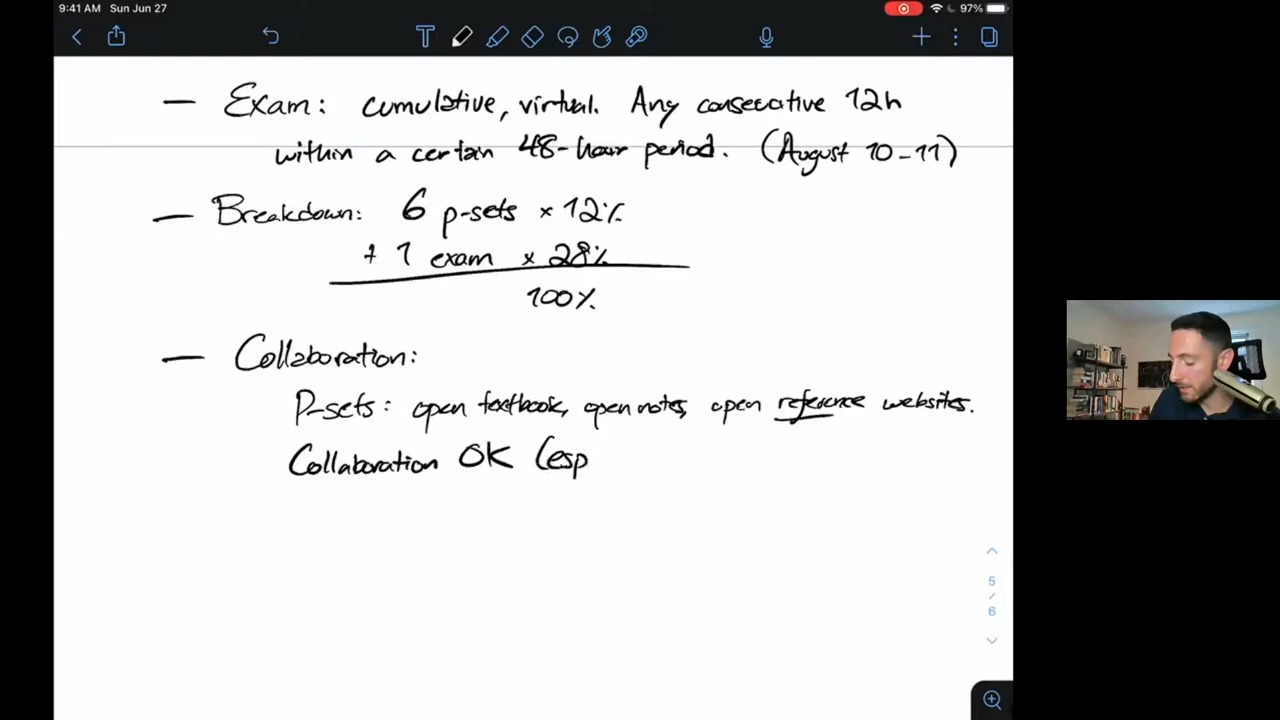 9:41 AM Sun Jun 27
97%
T
— Exam: cumulative, virtual. Any consecutive 12h
within a certain 48-hour period. (August 10-11)
— Breakdown: 6 p-sets × 12%
+ 1 exam × 28%
100%
— Collaboration:
P-sets: open textbook, open notes, open reference websites.
Collaboration OK (esp
5
/
6